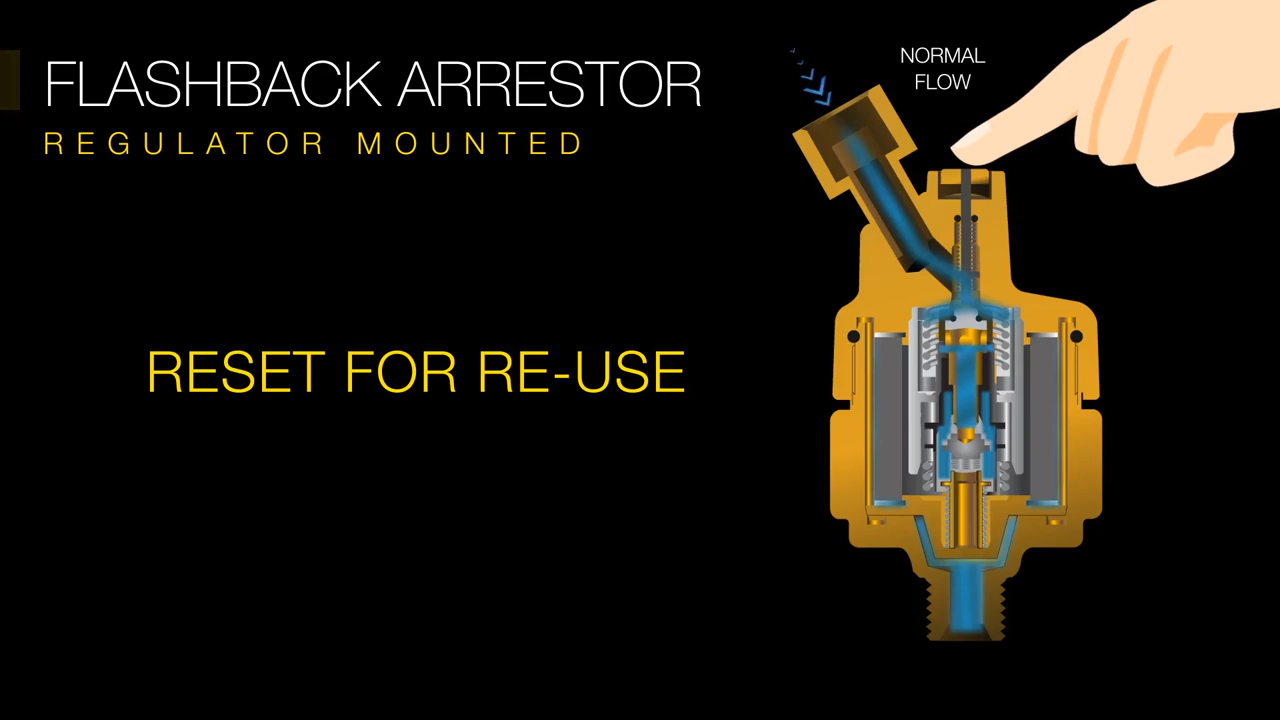 FLASHBACK ARRESTOR
REGULATOR MOUNTED
NORMAL
FLOW
RESET FOR RE-USE